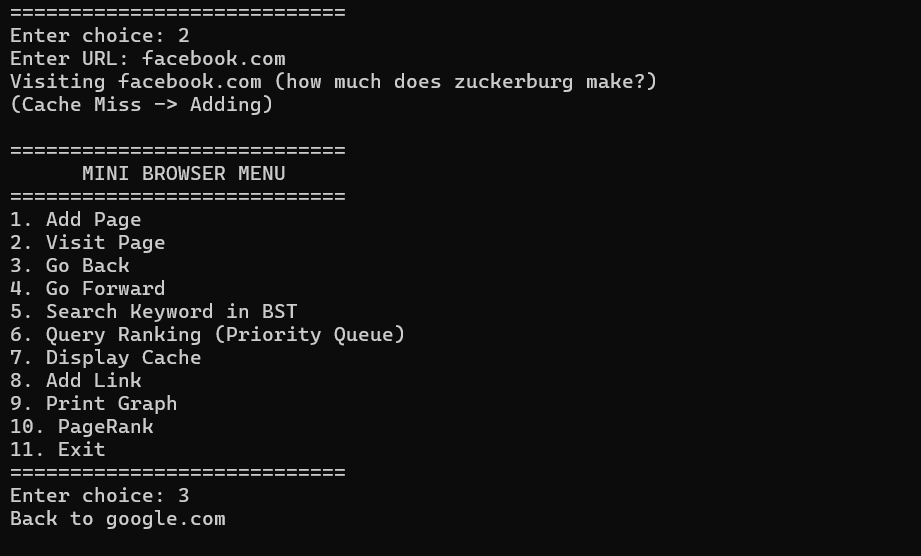 ============================
Enter choice: 2
Enter URL: facebook.com
Visiting facebook.com (how much does zuckerburg make?)
(Cache Miss -> Adding)
============================
MINI BROWSER MENU
============================
1. Add Page
2. Visit Page
3. Go Back
4. Go Forward
5. Search Keyword in BST
6. Query Ranking (Priority Queue)
7. Display Cache
8. Add Link
9. Print Graph
10. PageRank
11. Exit
============================
Enter choice: 3
Back to google.com